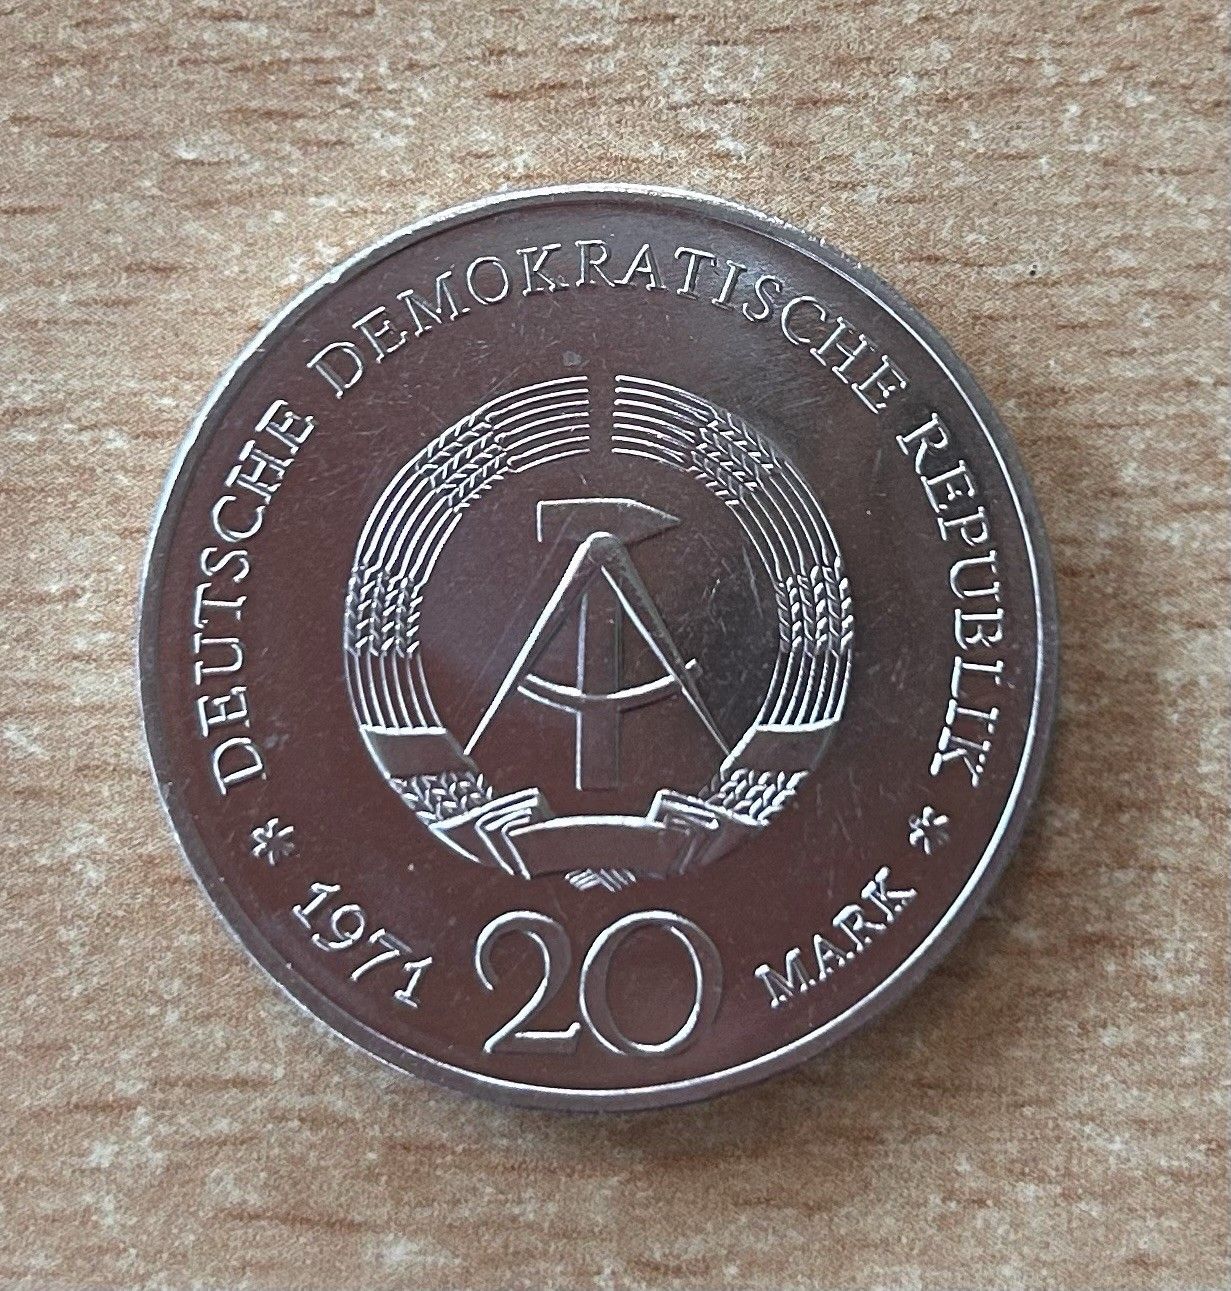 DEUTSCHE DEMOKRATISCHE REPUBLIK
* 1971 20 MARK *